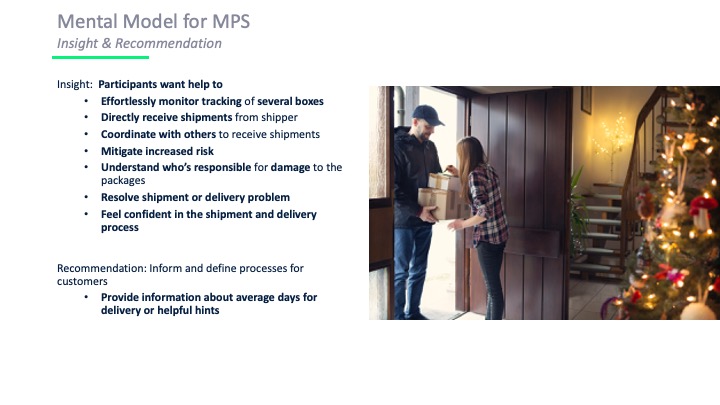 Mental Model for MPS
Insight & Recommendation
Insight:  Participants want help to
• Effortlessly monitor tracking of several boxes
• Directly receive shipments from shipper
• Coordinate with others to receive shipments
• Mitigate increased risk
• Understand who’s responsible for damage to the
packages
• Resolve shipment or delivery problem
• Feel confident in the shipment and delivery
process
Recommendation: Inform and define processes for
customers
• Provide information about average days for
delivery or helpful hints